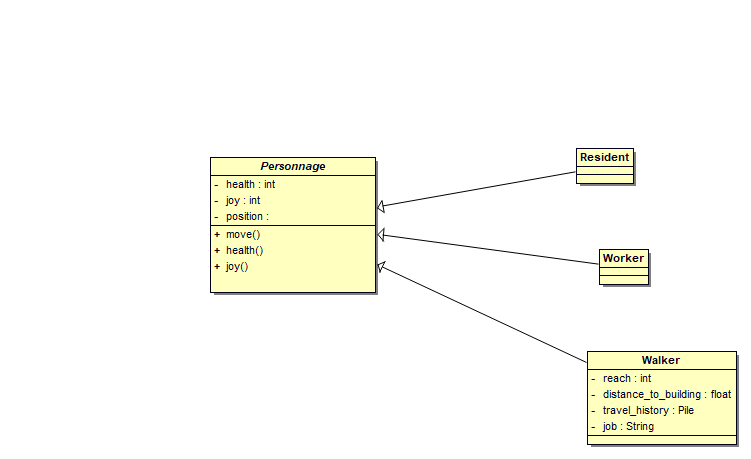 Personnage
- health : int
- joy : int
- position :
+ move()
+ health()
+ joy()
Resident
Worker
Walker
- reach : int
- distance_to_building : float
- travel_history : Pile
- job : String